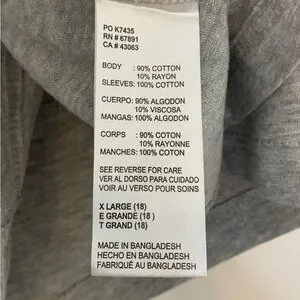 PO K7435
RN # 67891
CA # 43063
BODY : 90% COTTON
10% RAYON
SLEEVES: 100% COTTON
CUERPO: 90% ALGODON
10% VISCOSA
MANGAS: 100% ALGODON
CORPS : 90% COTON
10% RAYONNE
MANCHES: 100% COTON
SEE REVERSE FOR CARE
VER AL DORSO PARA CUIDADO
VOIR AU VERSO POUR SOINS
X LARGE (18)
E GRANDE (18 )
T GRAND (18)
MADE IN BANGLADESH
HECHO EN BANGLADESH
FABRIQUÉ AU BANGLADESH